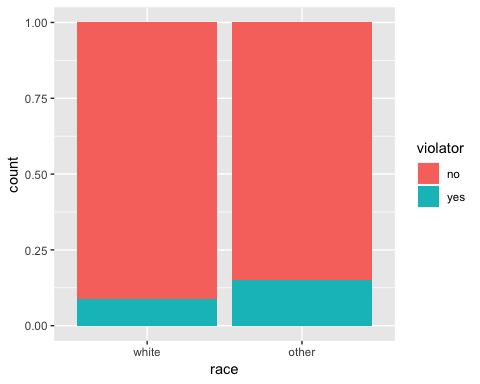 1.00
0.75
0.50
0.25
0.00
count
white
other
race
violator
no
yes